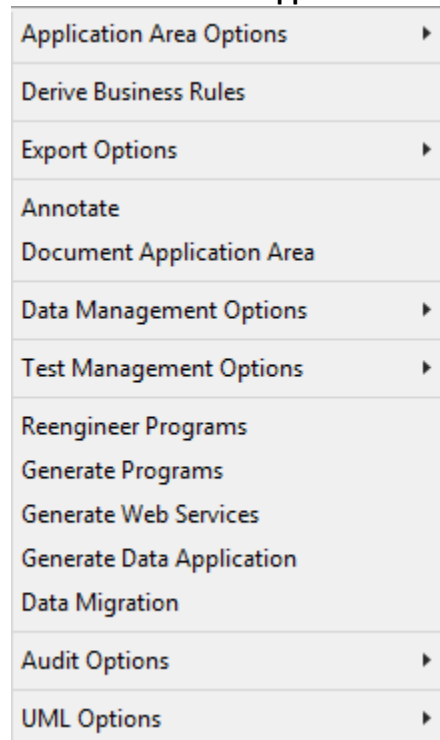 Application Area Options
Derive Business Rules
Export Options
Annotate
Document Application Area
Data Management Options
Test Management Options
Reengineer Programs
Generate Programs
Generate Web Services
Generate Data Application
Data Migration
Audit Options
UML Options